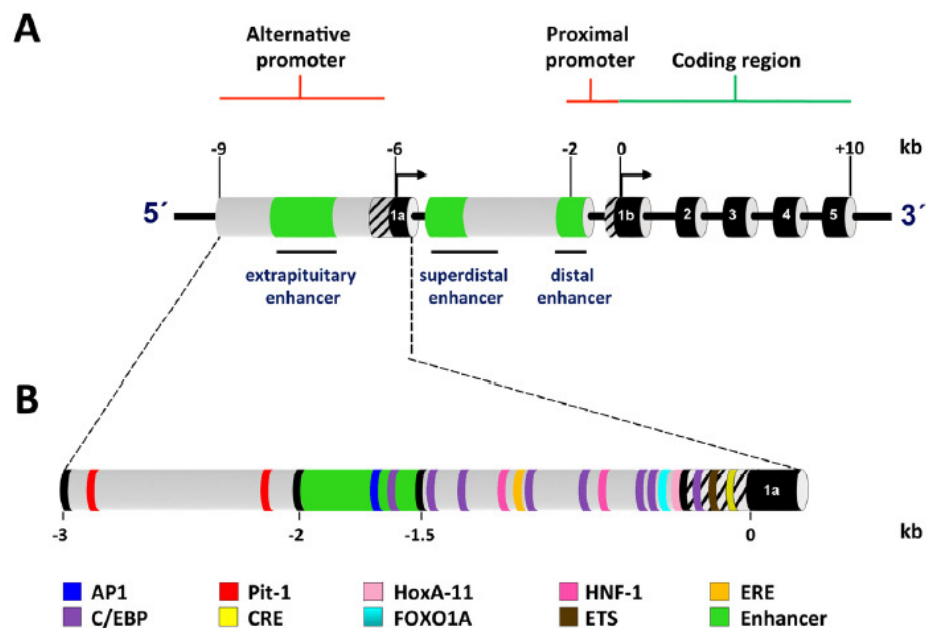 A
Alternative
promoter
Proximal
promoter
Coding region
-9
-6
-2
0
+10
kb
5´
1a
1b
2
3
4
5
3´
extrapituitary
enhancer
superdistal
enhancer
distal
enhancer
B
1a
-3
-2
-1.5
0
kb
AP1
Pit-1
HoxA-11
HNF-1
ERE
C/EBP
CRE
FOXO1A
ETS
Enhancer